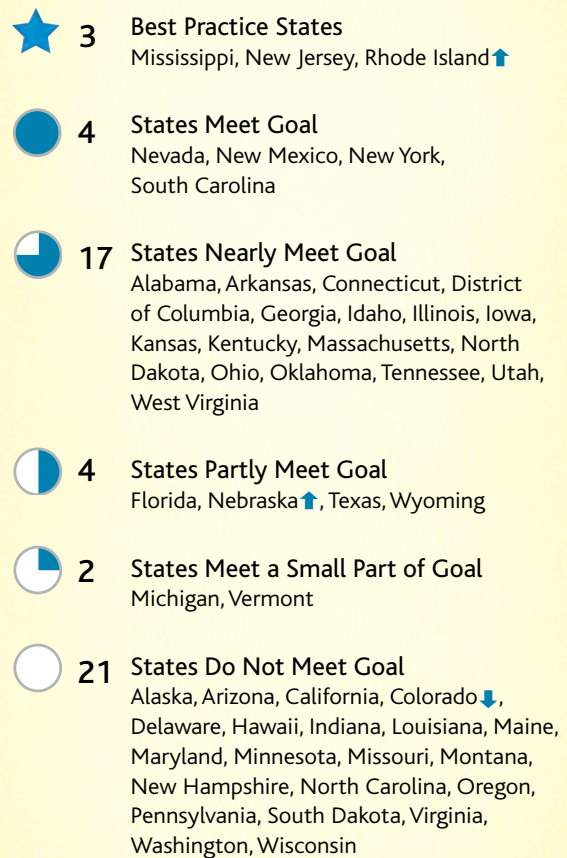 3 Best Practice States
Mississippi, New Jersey, Rhode Island
4 States Meet Goal
Nevada, New Mexico, New York,
South Carolina
17 States Nearly Meet Goal
Alabama, Arkansas, Connecticut, District
of Columbia, Georgia, Idaho, Illinois, Iowa,
Kansas, Kentucky, Massachusetts, North
Dakota, Ohio, Oklahoma, Tennessee, Utah,
West Virginia
4 States Partly Meet Goal
Florida, Nebraska, Texas, Wyoming
2 States Meet a Small Part of Goal
Michigan, Vermont
21 States Do Not Meet Goal
Alaska, Arizona, California, Colorado,
Delaware, Hawaii, Indiana, Louisiana, Maine,
Maryland, Minnesota, Missouri, Montana,
New Hampshire, North Carolina, Oregon,
Pennsylvania, South Dakota, Virginia,
Washington, Wisconsin